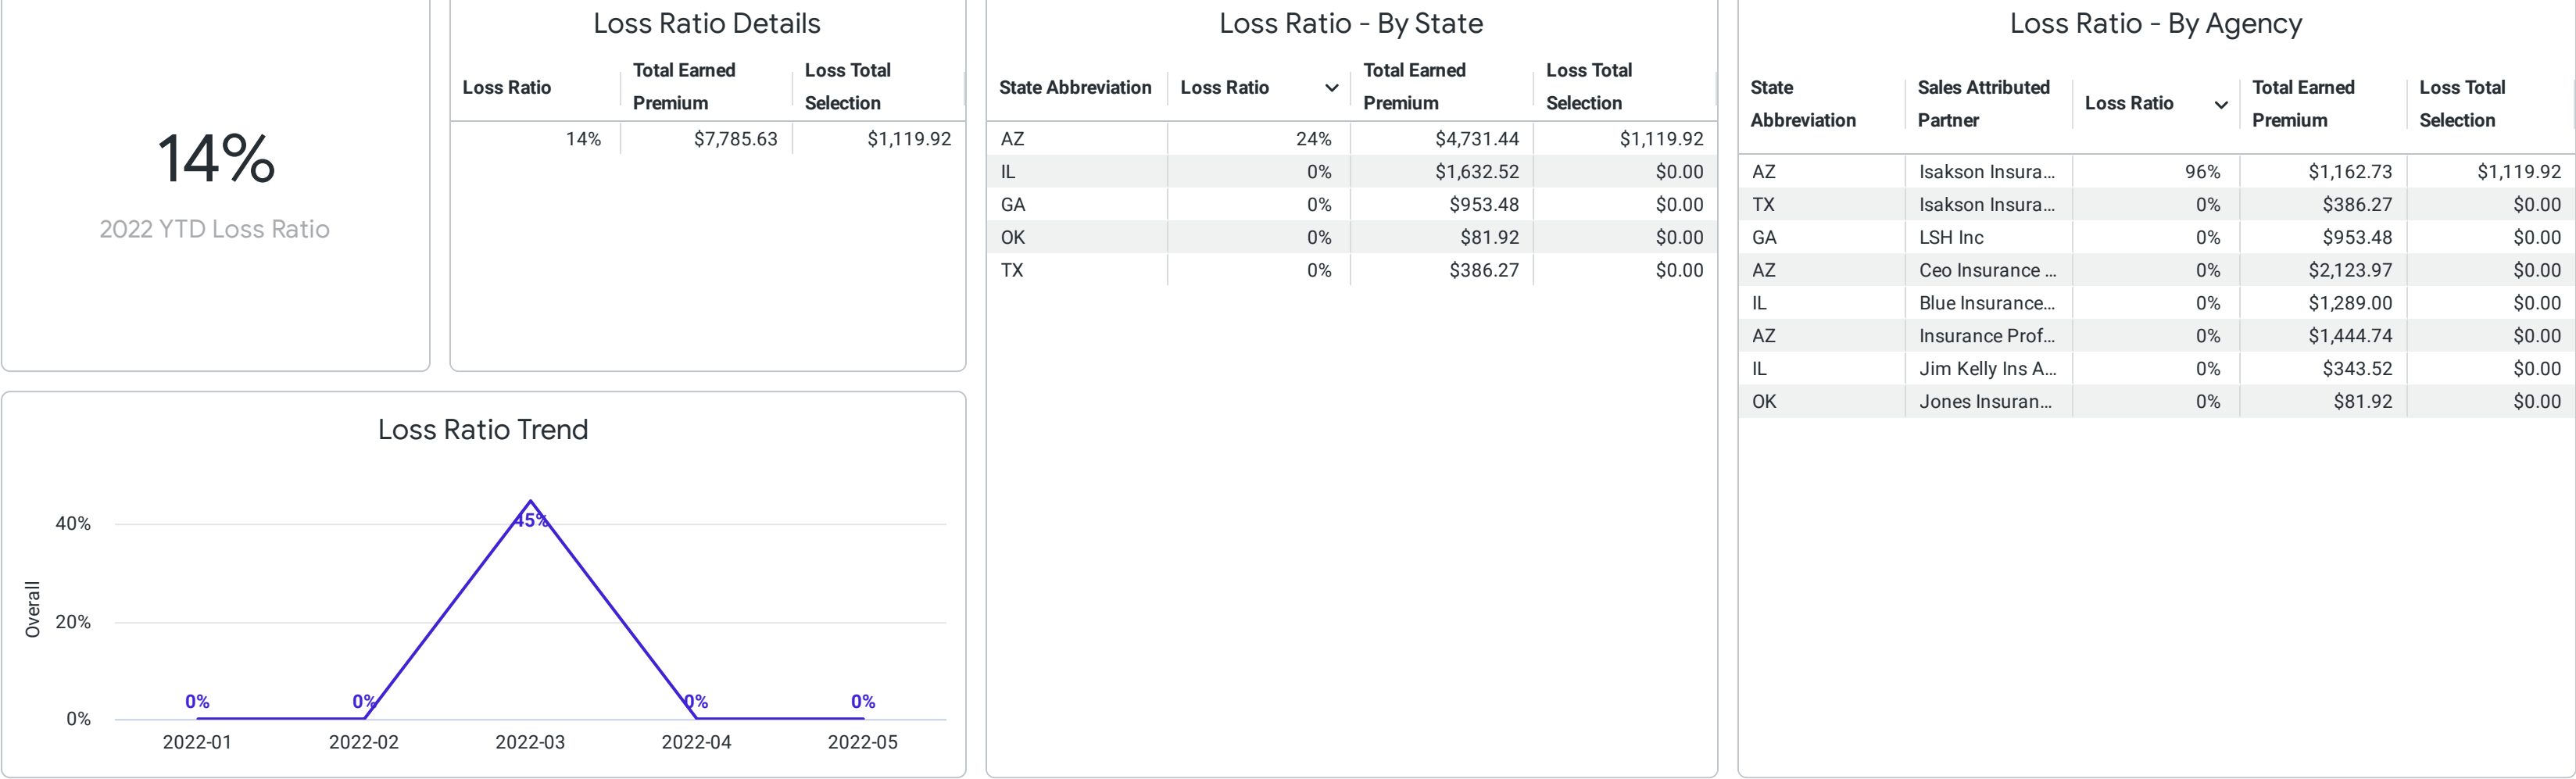 14%
2022 YTD Loss Ratio
Loss Ratio Details
Loss Ratio Total Earned Premium Loss Total Selection
14% $7,785.63 $1,119.92
Loss Ratio Trend
Overall
40%
20%
0%
0% 0% 45% 0% 0%
2022-01 2022-02 2022-03 2022-04 2022-05
Loss Ratio - By State
State Abbreviation Loss Ratio Total Earned Premium Loss Total Selection
AZ 24% $4,731.44 $1,119.92
IL 0% $1,632.52 $0.00
GA 0% $953.48 $0.00
OK 0% $81.92 $0.00
TX 0% $386.27 $0.00
Loss Ratio - By Agency
State Abbreviation Sales Attributed Partner Loss Ratio Total Earned Premium Loss Total Selection
AZ Isakson Insura... 96% $1,162.73 $1,119.92
TX Isakson Insura... 0% $386.27 $0.00
GA LSH Inc 0% $953.48 $0.00
AZ Ceo Insurance ... 0% $2,123.97 $0.00
IL Blue Insurance... 0% $1,289.00 $0.00
AZ Insurance Prof... 0% $1,444.74 $0.00
IL Jim Kelly Ins A... 0% $343.52 $0.00
OK Jones Insuran... 0% $81.92 $0.00